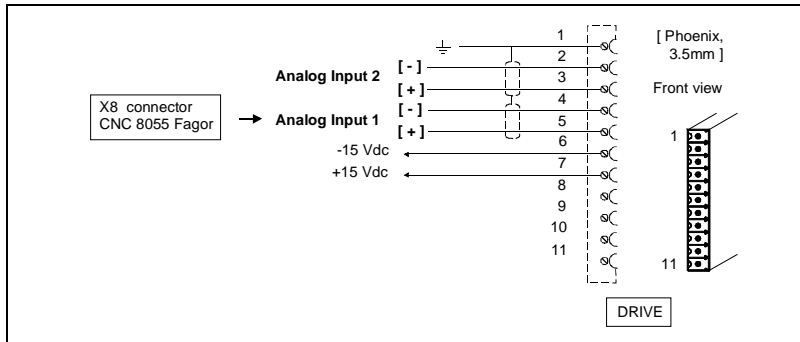 1
[ Phoenix,
3.5mm ]
2
[ - ]
Analog Input 2
3
[ + ]
Front view
4
[ - ]
X8 connector
CNC 8055 Fagor
Analog Input 1
5
[ + ]
1
6
-15 Vdc
7
+15 Vdc
8
9
10
11
11
DRIVE